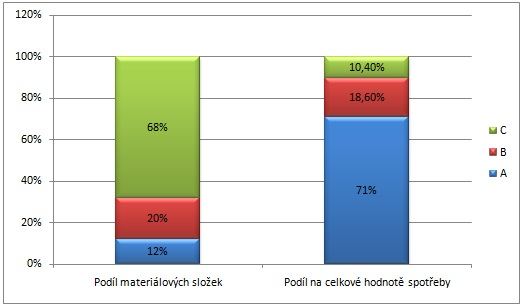 120%
100%
80%
60%
40%
20%
0%
68%
20%
12%
10,40%
18,60%
71%
Podíl materiálových složek
Podíl na celkové hodnotě spotřeby
C
B
A